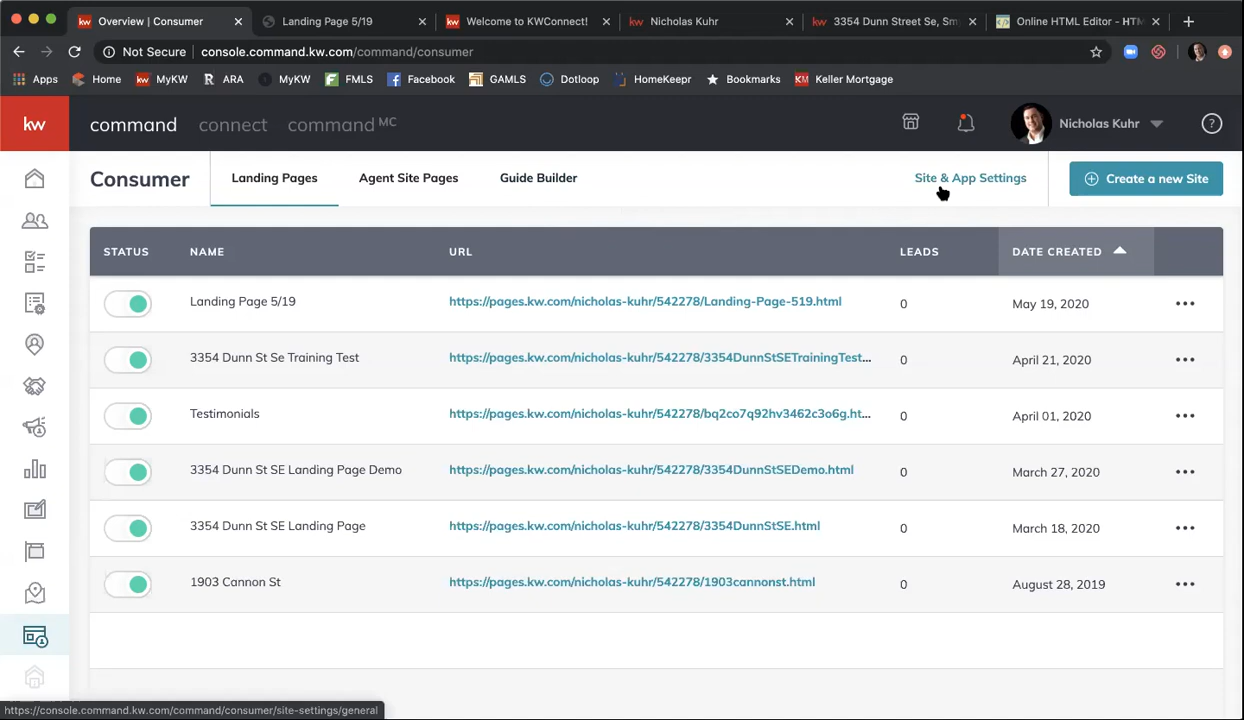 Overview | Consumer
Landing Page 5/19
Welcome to KWConnect!
Nicholas Kuhr
3354 Dunn Street Se, Sm
Online HTML Editor - HTM
Not Secure
console.command.kw.com/command/consumer
Apps
Home
MyKW
ARA
MyKW
FMLS
Facebook
GAMLS
Dotloop
HomeKeepr
Bookmarks
Keller Mortgage
kw
command
connect
command MC
Nicholas Kuhr
Consumer
Landing Pages
Agent Site Pages
Guide Builder
Site & App Settings
Create a new Site
STATUS NAME URL LEADS DATE CREATED
Landing Page 5/19 https://pages.kw.com/nicholas-kuhr/542278/Landing-Page-519.html 0 May 19, 2020
3354 Dunn St Se Training Test https://pages.kw.com/nicholas-kuhr/542278/3354DunnStSETrainingTest... 0 April 21, 2020
Testimonials https://pages.kw.com/nicholas-kuhr/542278/bq2co7q92hv3462c3o6g.ht... 0 April 01, 2020
3354 Dunn St SE Landing Page Demo https://pages.kw.com/nicholas-kuhr/542278/3354DunnStSEDemo.html 0 March 27, 2020
3354 Dunn St SE Landing Page https://pages.kw.com/nicholas-kuhr/542278/3354DunnStSE.html 0 March 18, 2020
1903 Cannon St https://pages.kw.com/nicholas-kuhr/542278/1903cannonst.html 0 August 28, 2019
https://console.command.kw.com/command/consumer/site-settings/general